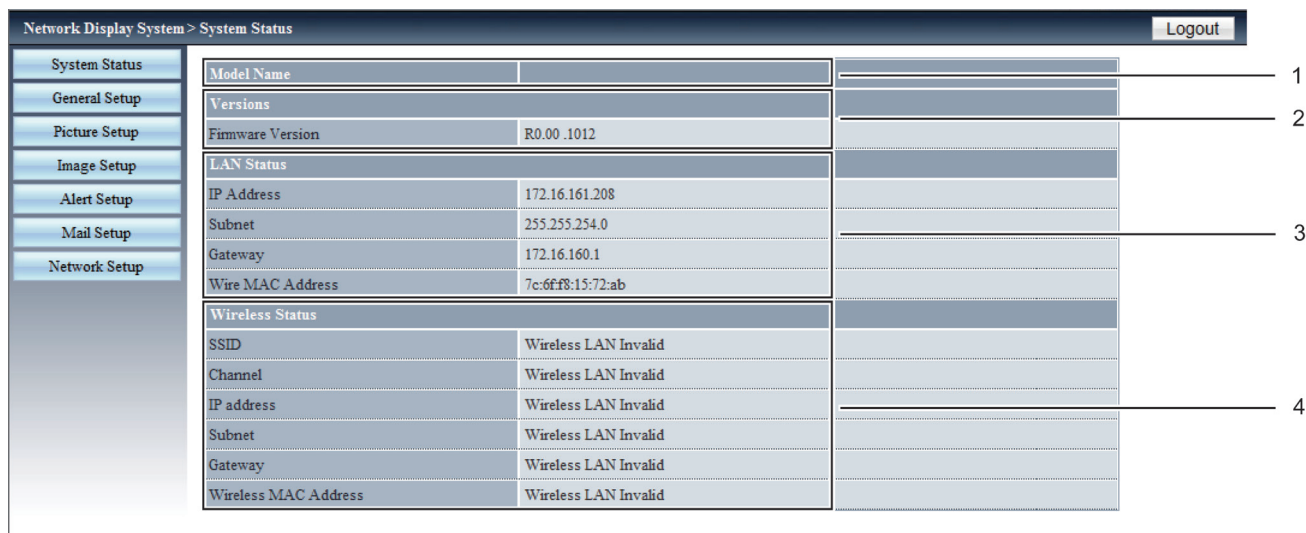 Network Display System > System Status
Logout
System Status
General Setup
Picture Setup
Image Setup
Alert Setup
Mail Setup
Network Setup
Model Name
Versions
Firmware Version R0.00 .1012
LAN Status
IP Address 172.16.161.208
Subnet 255.255.254.0
Gateway 172.16.160.1
Wire MAC Address 7c:6f:f8:15:72:ab
Wireless Status
SSID Wireless LAN Invalid
Channel Wireless LAN Invalid
IP address Wireless LAN Invalid
Subnet Wireless LAN Invalid
Gateway Wireless LAN Invalid
Wireless MAC Address Wireless LAN Invalid
1
2
3
4